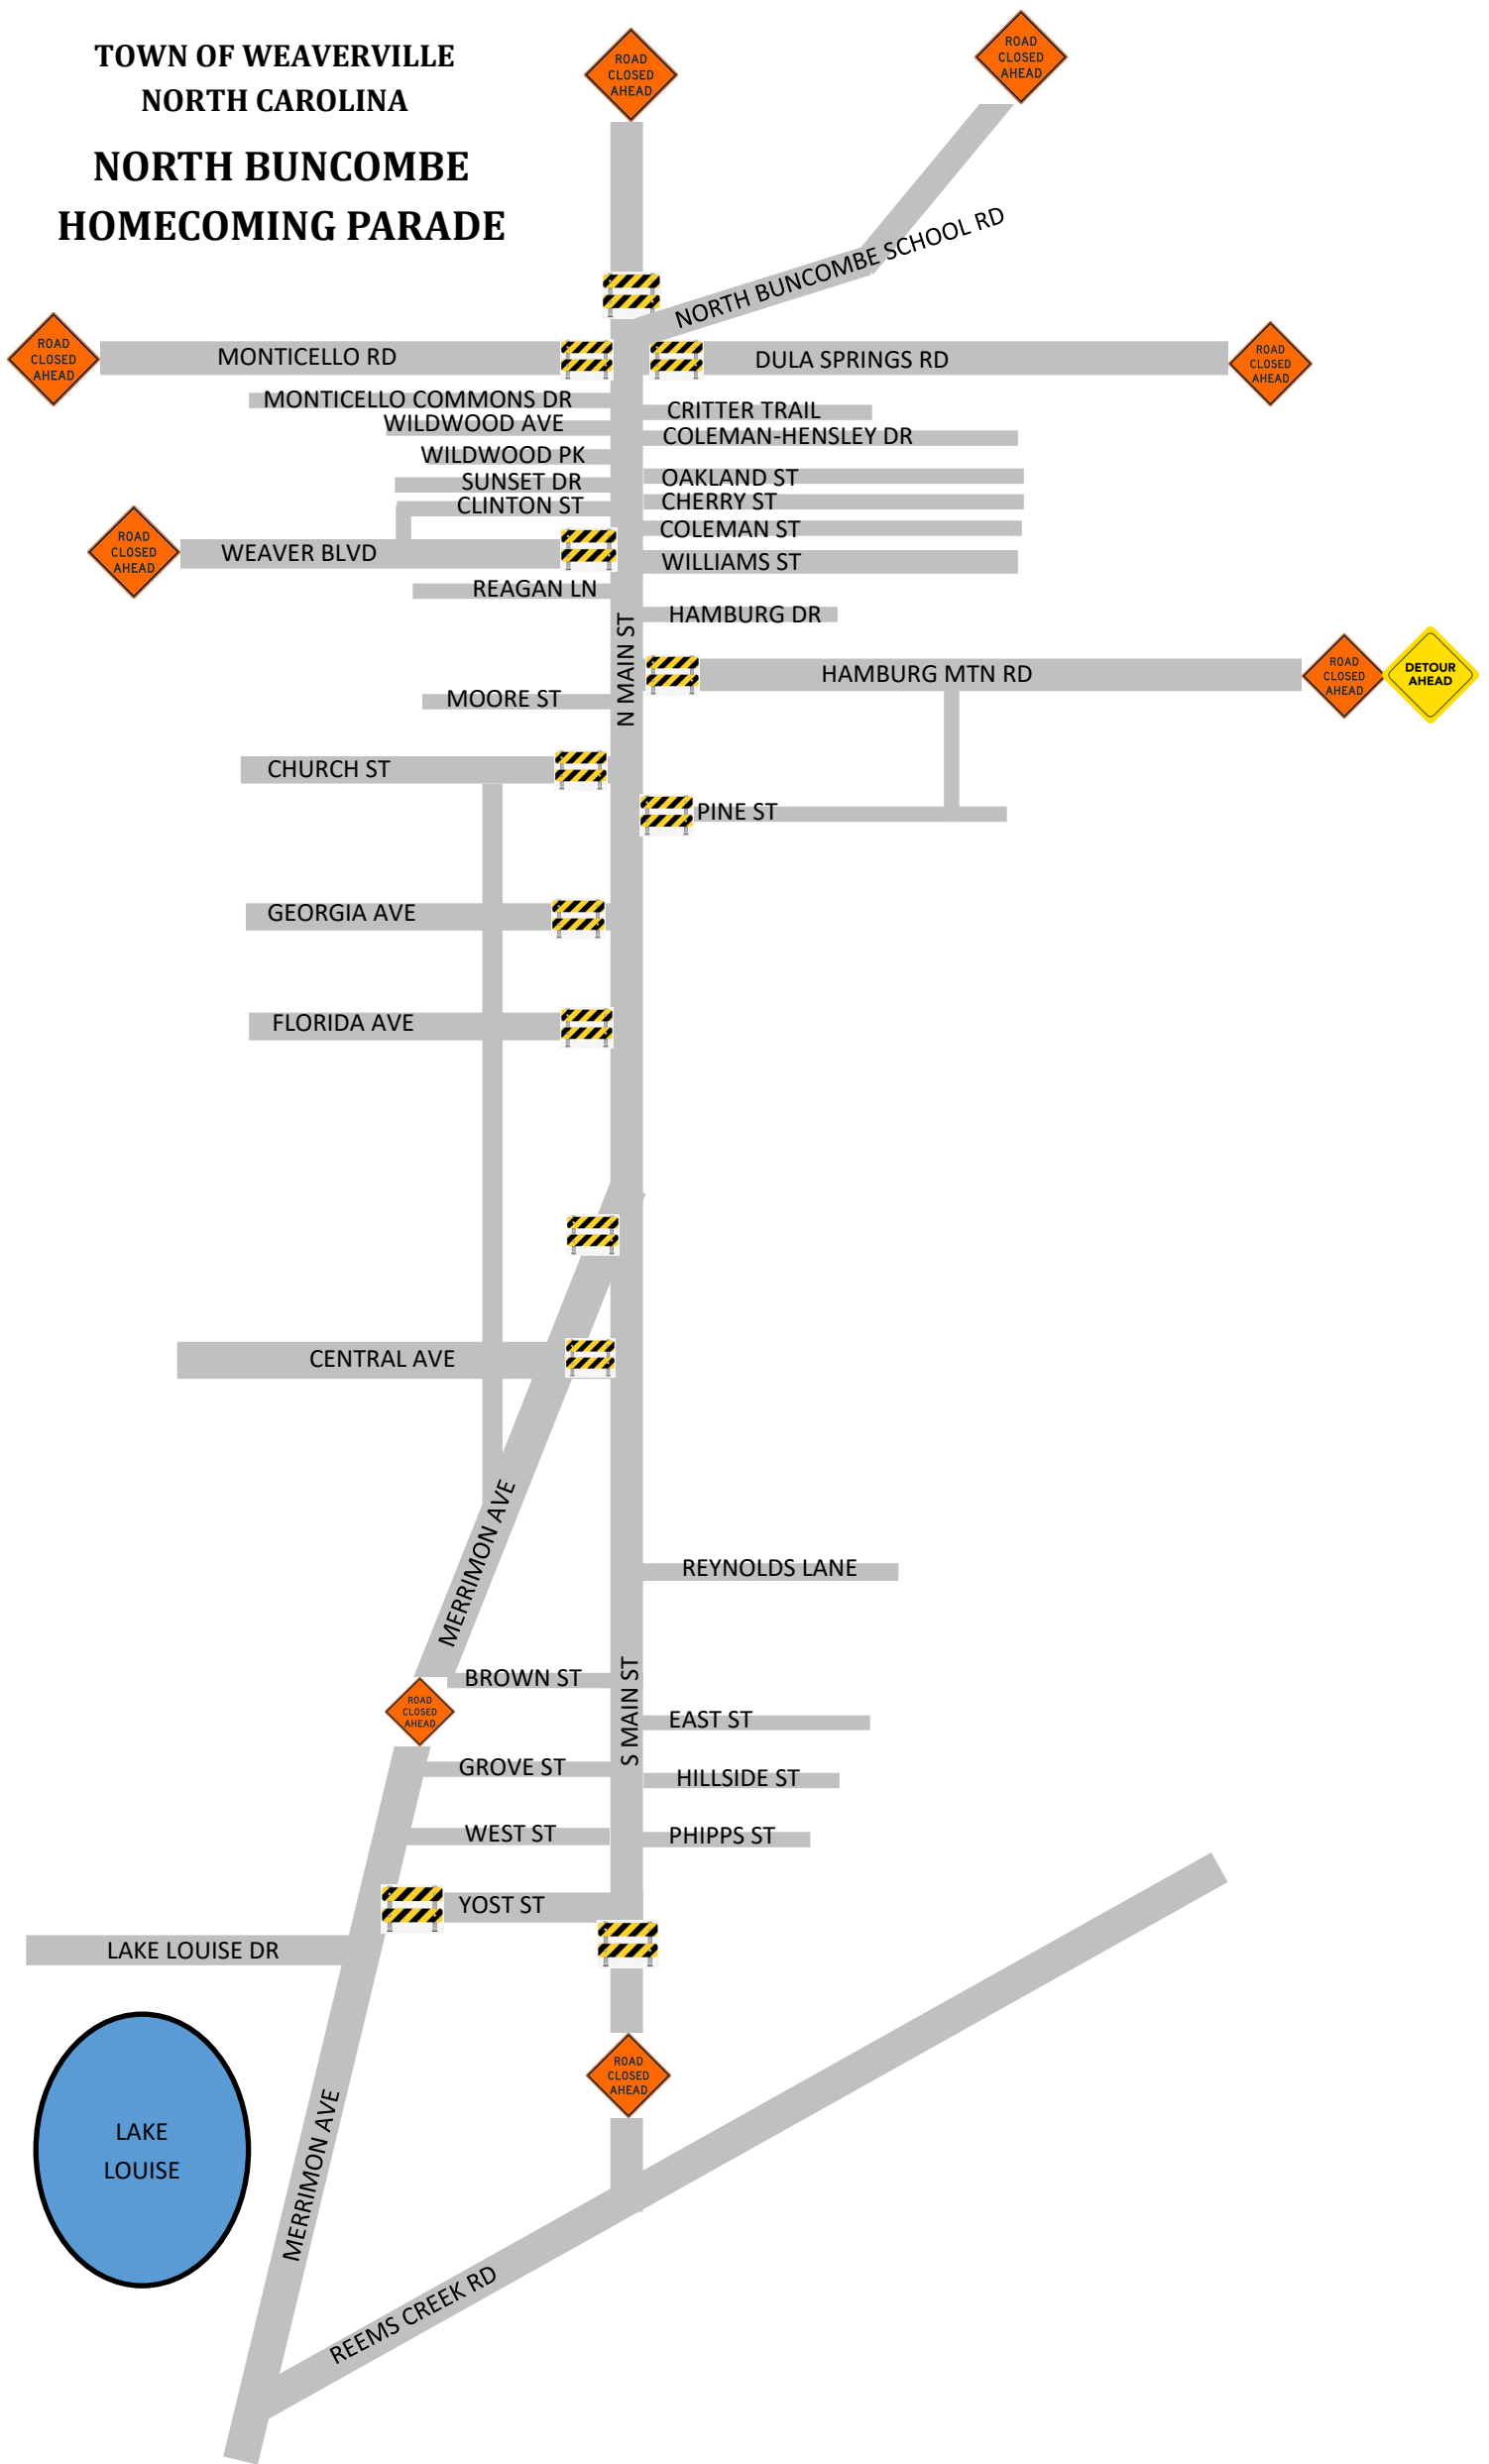 TOWN OF WEAVERVILLE
NORTH CAROLINA
NORTH BUNCOMBE
HOMECOMING PARADE
ROAD
CLOSED
AHEAD
ROAD
CLOSED
AHEAD
NORTH BUNCOMBE SCHOOL RD
ROAD
CLOSED
AHEAD
MONTICELLO RD
DULA SPRINGS RD
ROAD
CLOSED
AHEAD
MONTICELLO COMMONS DR
CRITTER TRAIL
WILDWOOD AVE
COLEMAN-HENSLEY DR
WILDWOOD PK
OAKLAND ST
SUNSET DR
CHERRY ST
CLINTON ST
COLEMAN ST
ROAD
CLOSED
AHEAD
WEAVER BLVD
WILLIAMS ST
REAGAN LN
HAMBURG DR
N MAIN ST
HAMBURG MTN RD
ROAD
CLOSED
AHEAD
DETOUR
AHEAD
MOORE ST
CHURCH ST
PINE ST
GEORGIA AVE
FLORIDA AVE
CENTRAL AVE
MERRIMON AVE
REYNOLDS LANE
BROWN ST
S MAIN ST
ROAD
CLOSED
AHEAD
EAST ST
GROVE ST
HILLSIDE ST
WEST ST
PHIPPS ST
YOST ST
LAKE LOUISE DR
ROAD
CLOSED
AHEAD
LAKE
LOUISE
MERRIMON AVE
REEMS CREEK RD